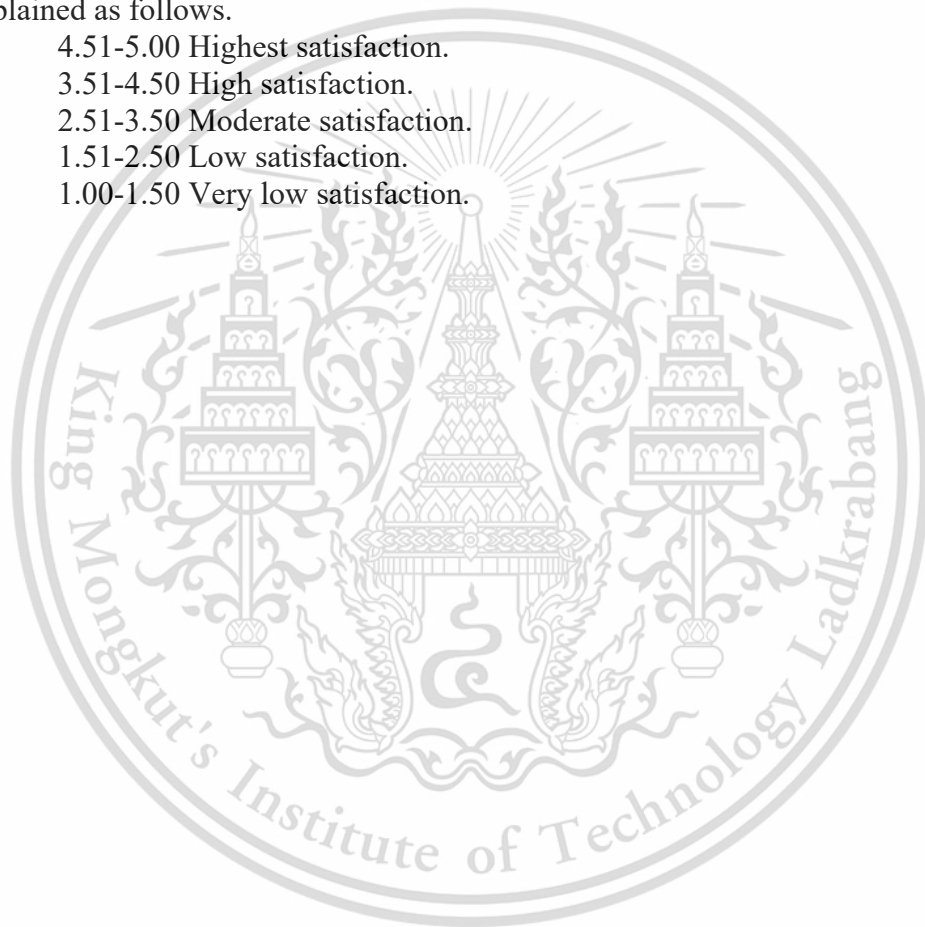 plained as follows.
4.51-5.00 Highest satisfaction.
3.51-4.50 High satisfaction.
2.51-3.50 Moderate satisfaction.
1.51-2.50 Low satisfaction.
1.00-1.50 Very low satisfaction.
King Mongkut's Institute of Technology Ladkrabang